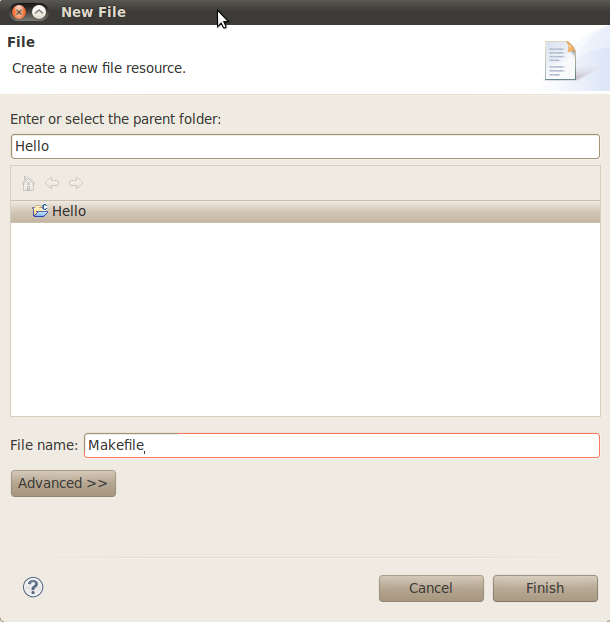 New File
File
Create a new file resource.
Enter or select the parent folder:
Hello
Hello
File name: Makefile
Advanced >>
Cancel Finish